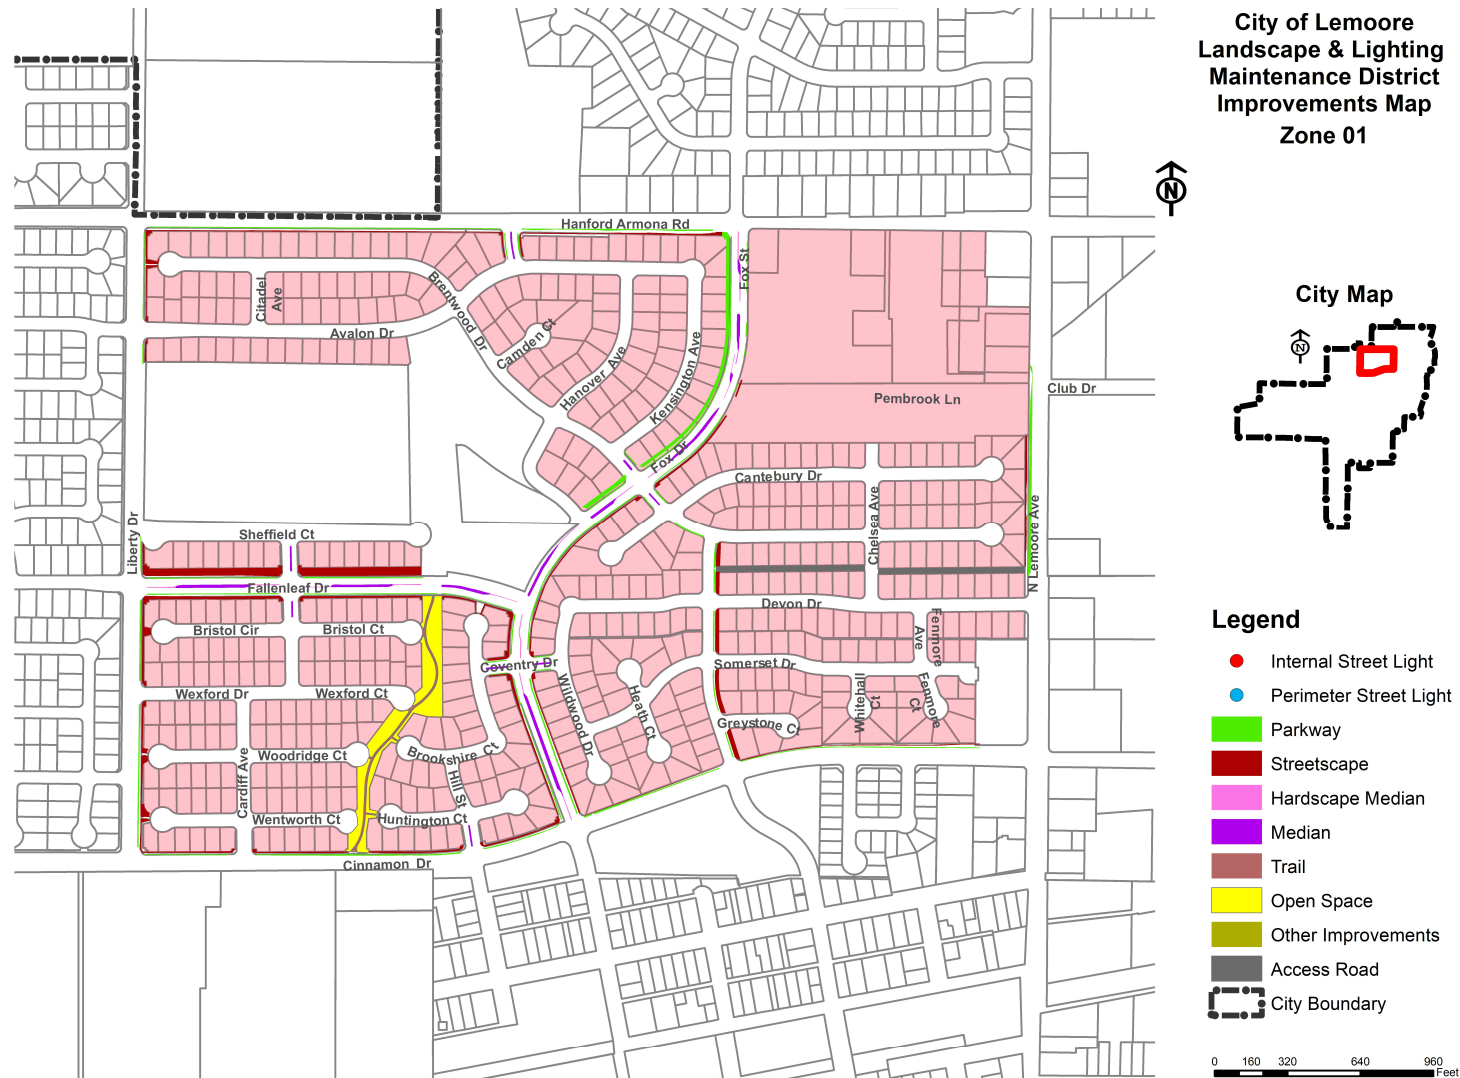 City of Lemoore
Landscape & Lighting
Maintenance District
Improvements Map
Zone 01
N
Hanford Armona Rd
Fox St
Citadel
Ave
Brentwood Dr
Avalon Dr
Camden Ct
Hanover Ave
Kensington Ave
Pembrook Ln
Club Dr
Fox Dr
Cantebury Dr
Chelsea Ave
N Lemoore Ave
Liberty Dr
Sheffield Ct
Fallenleaf Dr
Bristol Cir
Bristol Ct
Devon Dr
Fenmore
Ave
Coventry Dr
Somerset Dr
Wexford Dr
Wexford Ct
Wildwood Dr
Heath Ct
Whitehall
Ct
Fenmore
Ct
Greystone Ct
Woodridge Ct
Brookshire Ct
Cardiff Ave
Hill St
Wentworth Ct
Huntington Ct
Cinnamon Dr
City Map
N
Legend
Internal Street Light
Perimeter Street Light
Parkway
Streetscape
Hardscape Median
Median
Trail
Open Space
Other Improvements
Access Road
City Boundary
0 160 320 640 960
Feet